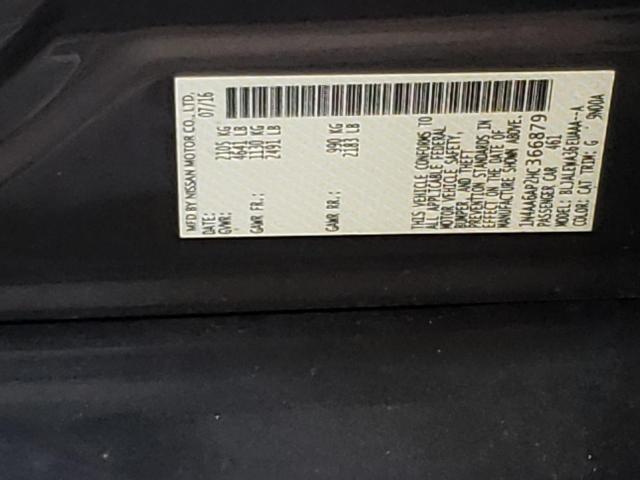 MFD BY NISSAN MOTOR CO., LTD.
DATE: 07/16
GVWR: 2105 KG
4641 LB
GAWR FR.: 1130 KG
2491 LB
GAWR RR.: 990 KG
2183 LB
THIS VEHICLE CONFORMS TO
ALL APPLICABLE FEDERAL
MOTOR VEHICLE SAFETY,
BUMPER, AND THEFT
PREVENTION STANDARDS IN
EFFECT ON THE DATE OF
MANUFACTURE SHOWN ABOVE.
1N4AA6AP2HC366879
PASSENGER CAR 461
MODEL: BLJALEWA36EUAAA--A
COLOR: CAT TRIM: G 9NDDA